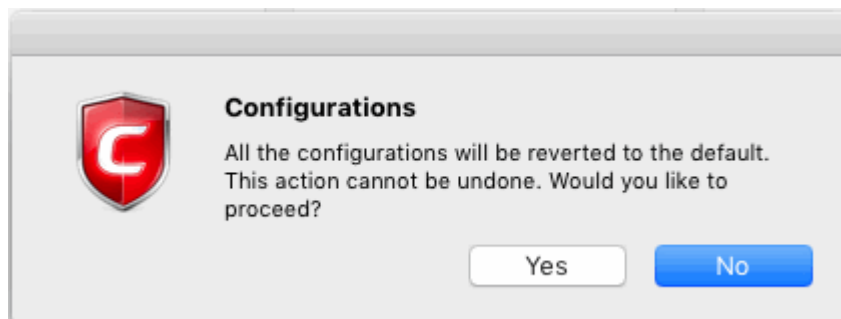 Configurations
All the configurations will be reverted to the default.
This action cannot be undone. Would you like to
proceed?
Yes
No